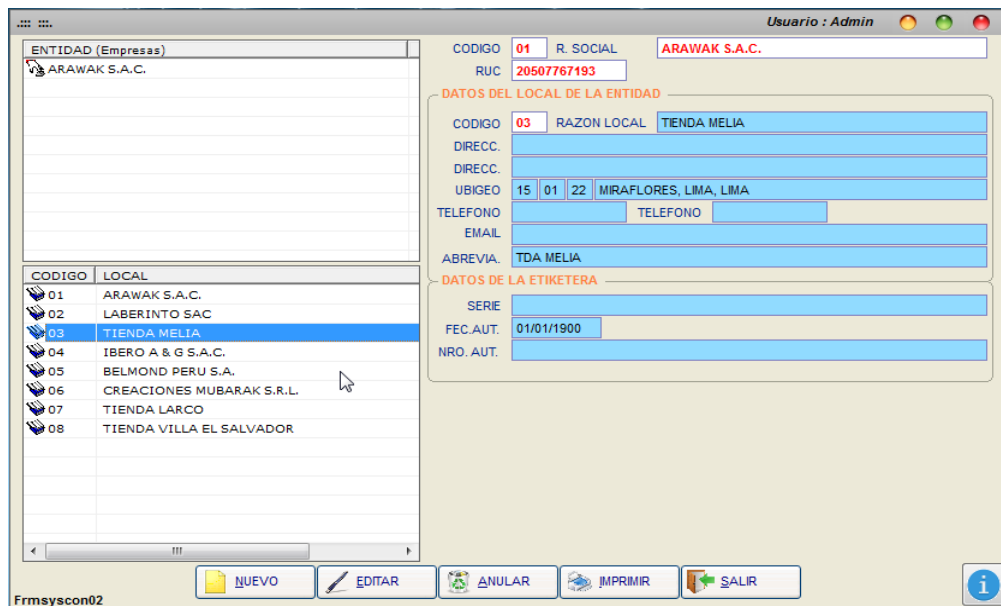 .::: :::.
Usuario : Admin
ENTIDAD (Empresas)
ARAWAK S.A.C.
CODIGO 01 R. SOCIAL ARAWAK S.A.C.
RUC 20507767193
DATOS DEL LOCAL DE LA ENTIDAD
CODIGO 03 RAZON LOCAL TIENDA MELIA
DIRECC.
DIRECC.
UBIGEO 15 01 22 MIRAFLORES, LIMA, LIMA
TELEFONO TELEFONO
EMAIL
ABREVIA. TDA MELIA
DATOS DE LA ETIKETERA
SERIE
FEC.AUT. 01/01/1900
NRO. AUT.
CODIGO LOCAL
01 ARAWAK S.A.C.
02 LABERINTO SAC
03 TIENDA MELIA
04 IBERO A & G S.A.C.
05 BELMOND PERU S.A.
06 CREACIONES MUBARAK S.R.L.
07 TIENDA LARCO
08 TIENDA VILLA EL SALVADOR
NUEVO EDITAR ANULAR IMPRIMIR SALIR
Frmsyscon02